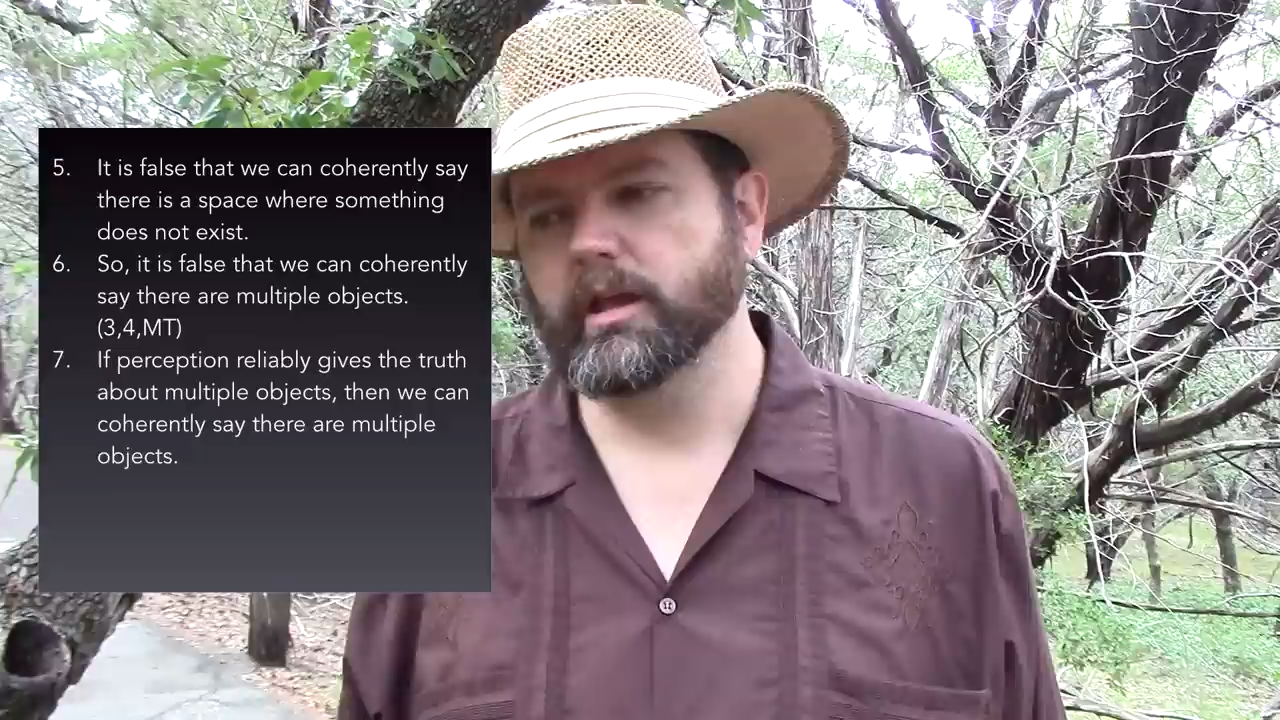 5. It is false that we can coherently say
there is a space where something
does not exist.
6. So, it is false that we can coherently
say there are multiple objects.
(3,4,MT)
7. If perception reliably gives the truth
about multiple objects, then we can
coherently say there are multiple
objects.